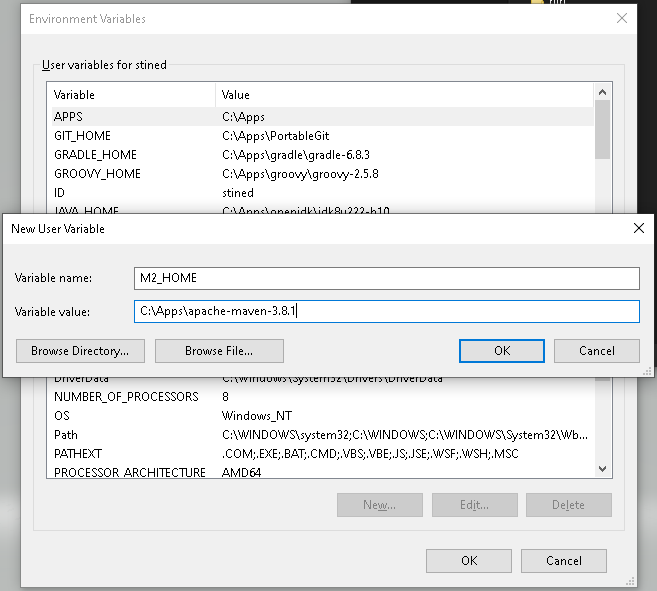 Environment Variables
User variables for stined
Variable Value
APPS C:\Apps
GIT_HOME C:\Apps\PortableGit
GRADLE_HOME C:\Apps\gradle\gradle-6.8.3
GROOVY_HOME C:\Apps\groovy\groovy-2.5.8
ID stined
JAVA_HOME C:\Apps\openjdk\jdk8u222-b10
New User Variable
Variable name: M2_HOME
Variable value: C:\Apps\apache-maven-3.8.1
Browse Directory... Browse File... OK Cancel
DriverData C:\Windows\System32\Drivers\DriverData
NUMBER_OF_PROCESSORS 8
OS Windows_NT
Path C:\WINDOWS\system32;C:\WINDOWS;C:\WINDOWS\System32\Wb...
PATHEXT .COM;.EXE;.BAT;.CMD;.VBS;.VBE;.JS;.JSE;.WSF;.WSH;.MSC
PROCESSOR_ARCHITECTURE AMD64
New... Edit... Delete
OK Cancel